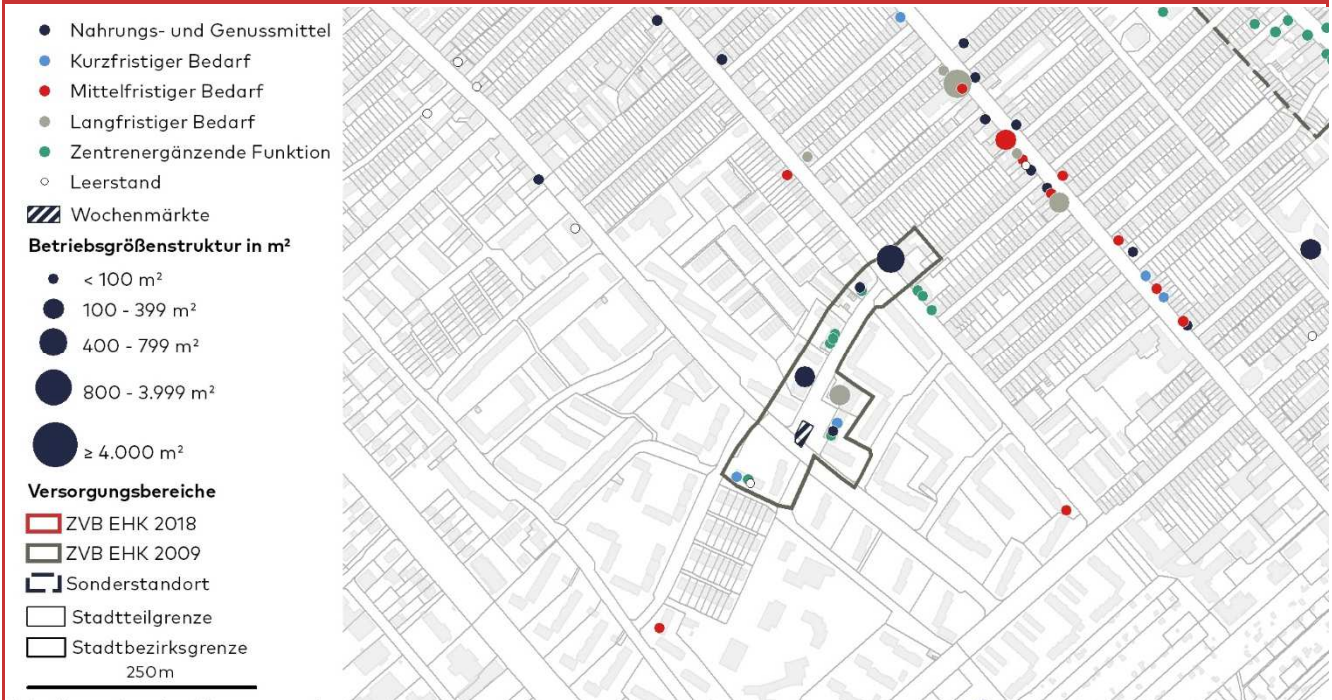 Nahrungs- und Genussmittel
Kurzfristiger Bedarf
Mittelfristiger Bedarf
Langfristiger Bedarf
Zentrenergänzende Funktion
Leerstand
Wochenmärkte
Betriebsgrößenstruktur in m²
< 100 m²
100 - 399 m²
400 - 799 m²
800 - 3.999 m²
≥ 4.000 m²
Versorgungsbereiche
ZVB EHK 2018
ZVB EHK 2009
Sonderstandort
Stadtteilgrenze
Stadtbezirksgrenze
250m